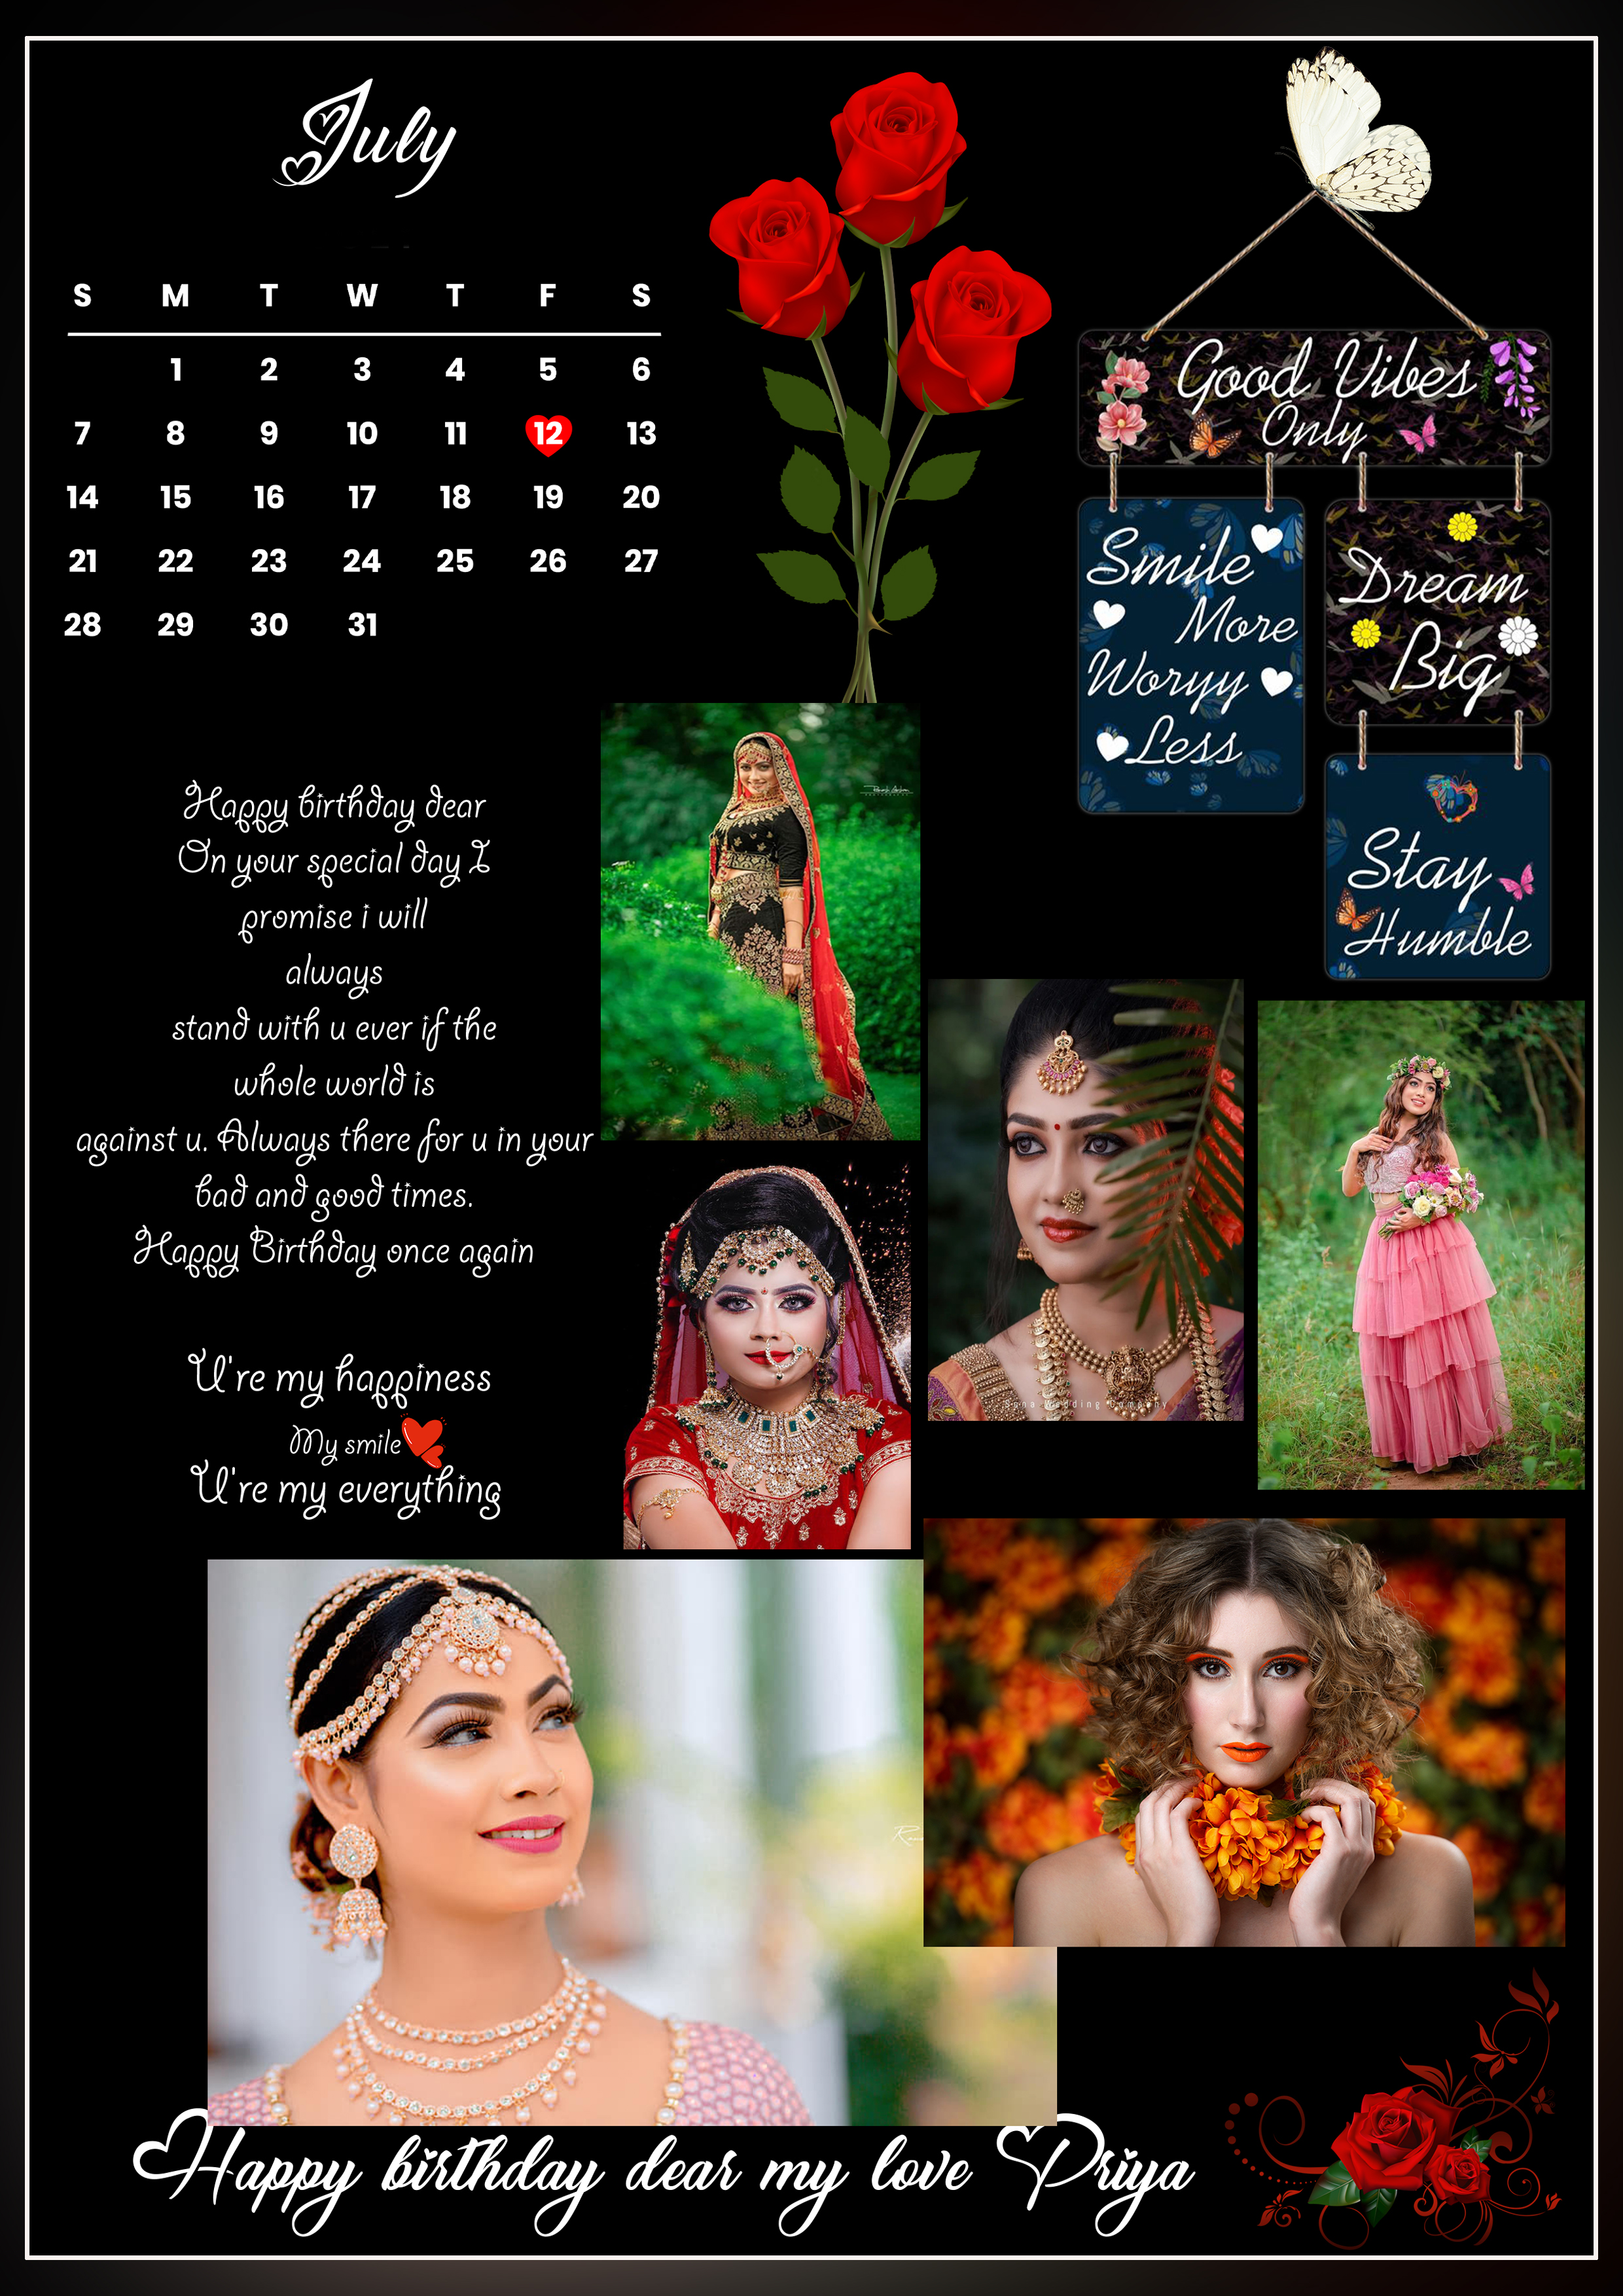 July
S M T W T F S
1 2 3 4 5 6
7 8 9 10 11 12 13
14 15 16 17 18 19 20
21 22 23 24 25 26 27
28 29 30 31
Good Vibes
Only
Smile
More
Woryy
Less
Dream
Big
Stay
Humble
Happy birthday dear
On your special day I
promise i will
always
stand with u ever if the
whole world is
against u. Always there for u in your
bad and good times.
Happy Birthday once again
U're my happiness
My smile
U're my everything
Wedding Company
Happy birthday dear my love Priya